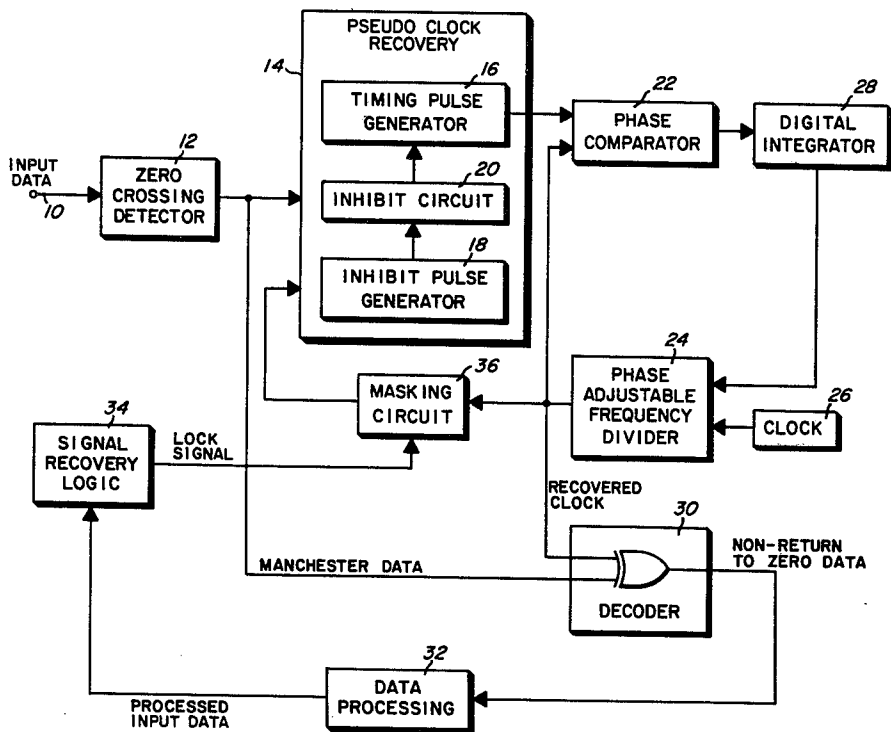 PSEUDO CLOCK
RECOVERY
14
16
TIMING PULSE
GENERATOR
20
INHIBIT CIRCUIT
18
INHIBIT PULSE
GENERATOR
22
PHASE
COMPARATOR
28
DIGITAL
INTEGRATOR
INPUT
DATA
10
12
ZERO
CROSSING
DETECTOR
24
PHASE
ADJUSTABLE
FREQUENCY
DIVIDER
26
CLOCK
36
MASKING
CIRCUIT
34
SIGNAL
RECOVERY
LOGIC
LOCK
SIGNAL
RECOVERED
CLOCK
30
DECODER
NON-RETURN
TO ZERO DATA
MANCHESTER DATA
32
DATA
PROCESSING
PROCESSED
INPUT DATA